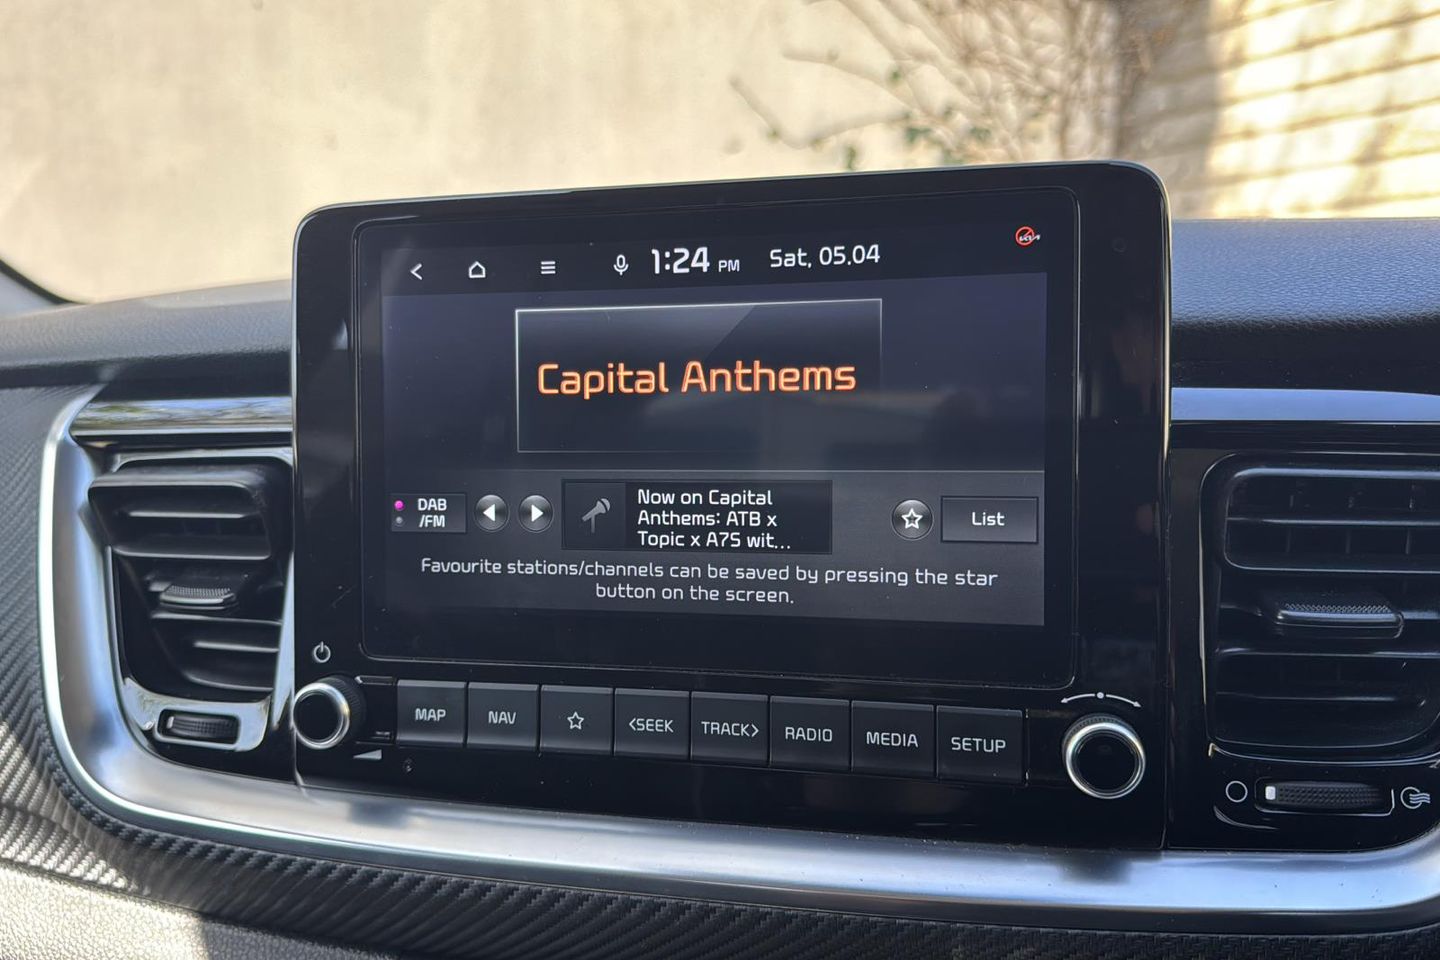 1:24 PM Sat, 05.04
KIA
Capital Anthems
DAB
/FM
Now on Capital
Anthems: ATB x
Topic x A7S wit...
List
Favourite stations/channels can be saved by pressing the star
button on the screen.
MAP
NAV
<SEEK
TRACK>
RADIO
MEDIA
SETUP